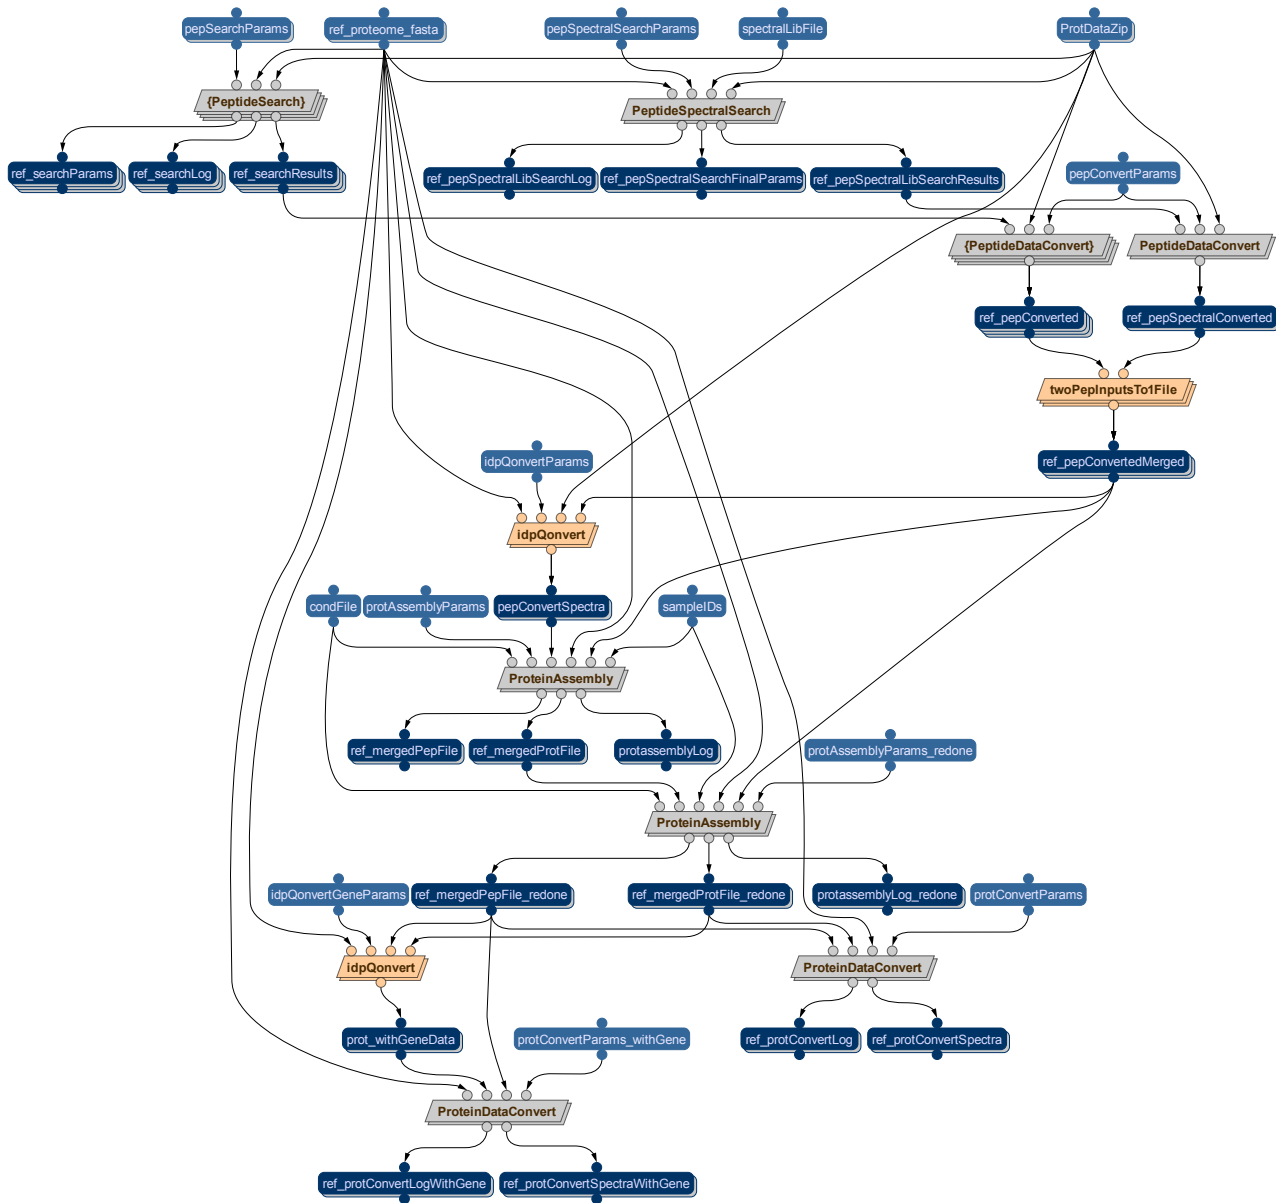 pepSearchParams
ref_proteome_fasta
pepSpectralSearchParams
spectralLibFile
ProtDataZip
{PeptideSearch}
PeptideSpectralSearch
ref_searchParams
ref_searchLog
ref_searchResults
ref_pepSpectralLibSearchLog
ref_pepSpectralSearchFinalParams
ref_pepSpectralLibSearchResults
pepConvertParams
{PeptideDataConvert}
PeptideDataConvert
ref_pepConverted
ref_pepSpectralConverted
twoPepInputsTo1File
idpQonvertParams
ref_pepConvertedMerged
idpQonvert
condFile
protAssemblyParams
pepConvertSpectra
sampleIDs
ProteinAssembly
ref_mergedPepFile
ref_mergedProtFile
protassemblyLog
protAssemblyParams_redone
ProteinAssembly
idpQonvertGeneParams
ref_mergedPepFile_redone
ref_mergedProtFile_redone
protassemblyLog_redone
protConvertParams
idpQonvert
ProteinDataConvert
prot_withGeneData
protConvertParams_withGene
ref_protConvertLog
ref_protConvertSpectra
ProteinDataConvert
ref_protConvertLogWithGene
ref_protConvertSpectraWithGene